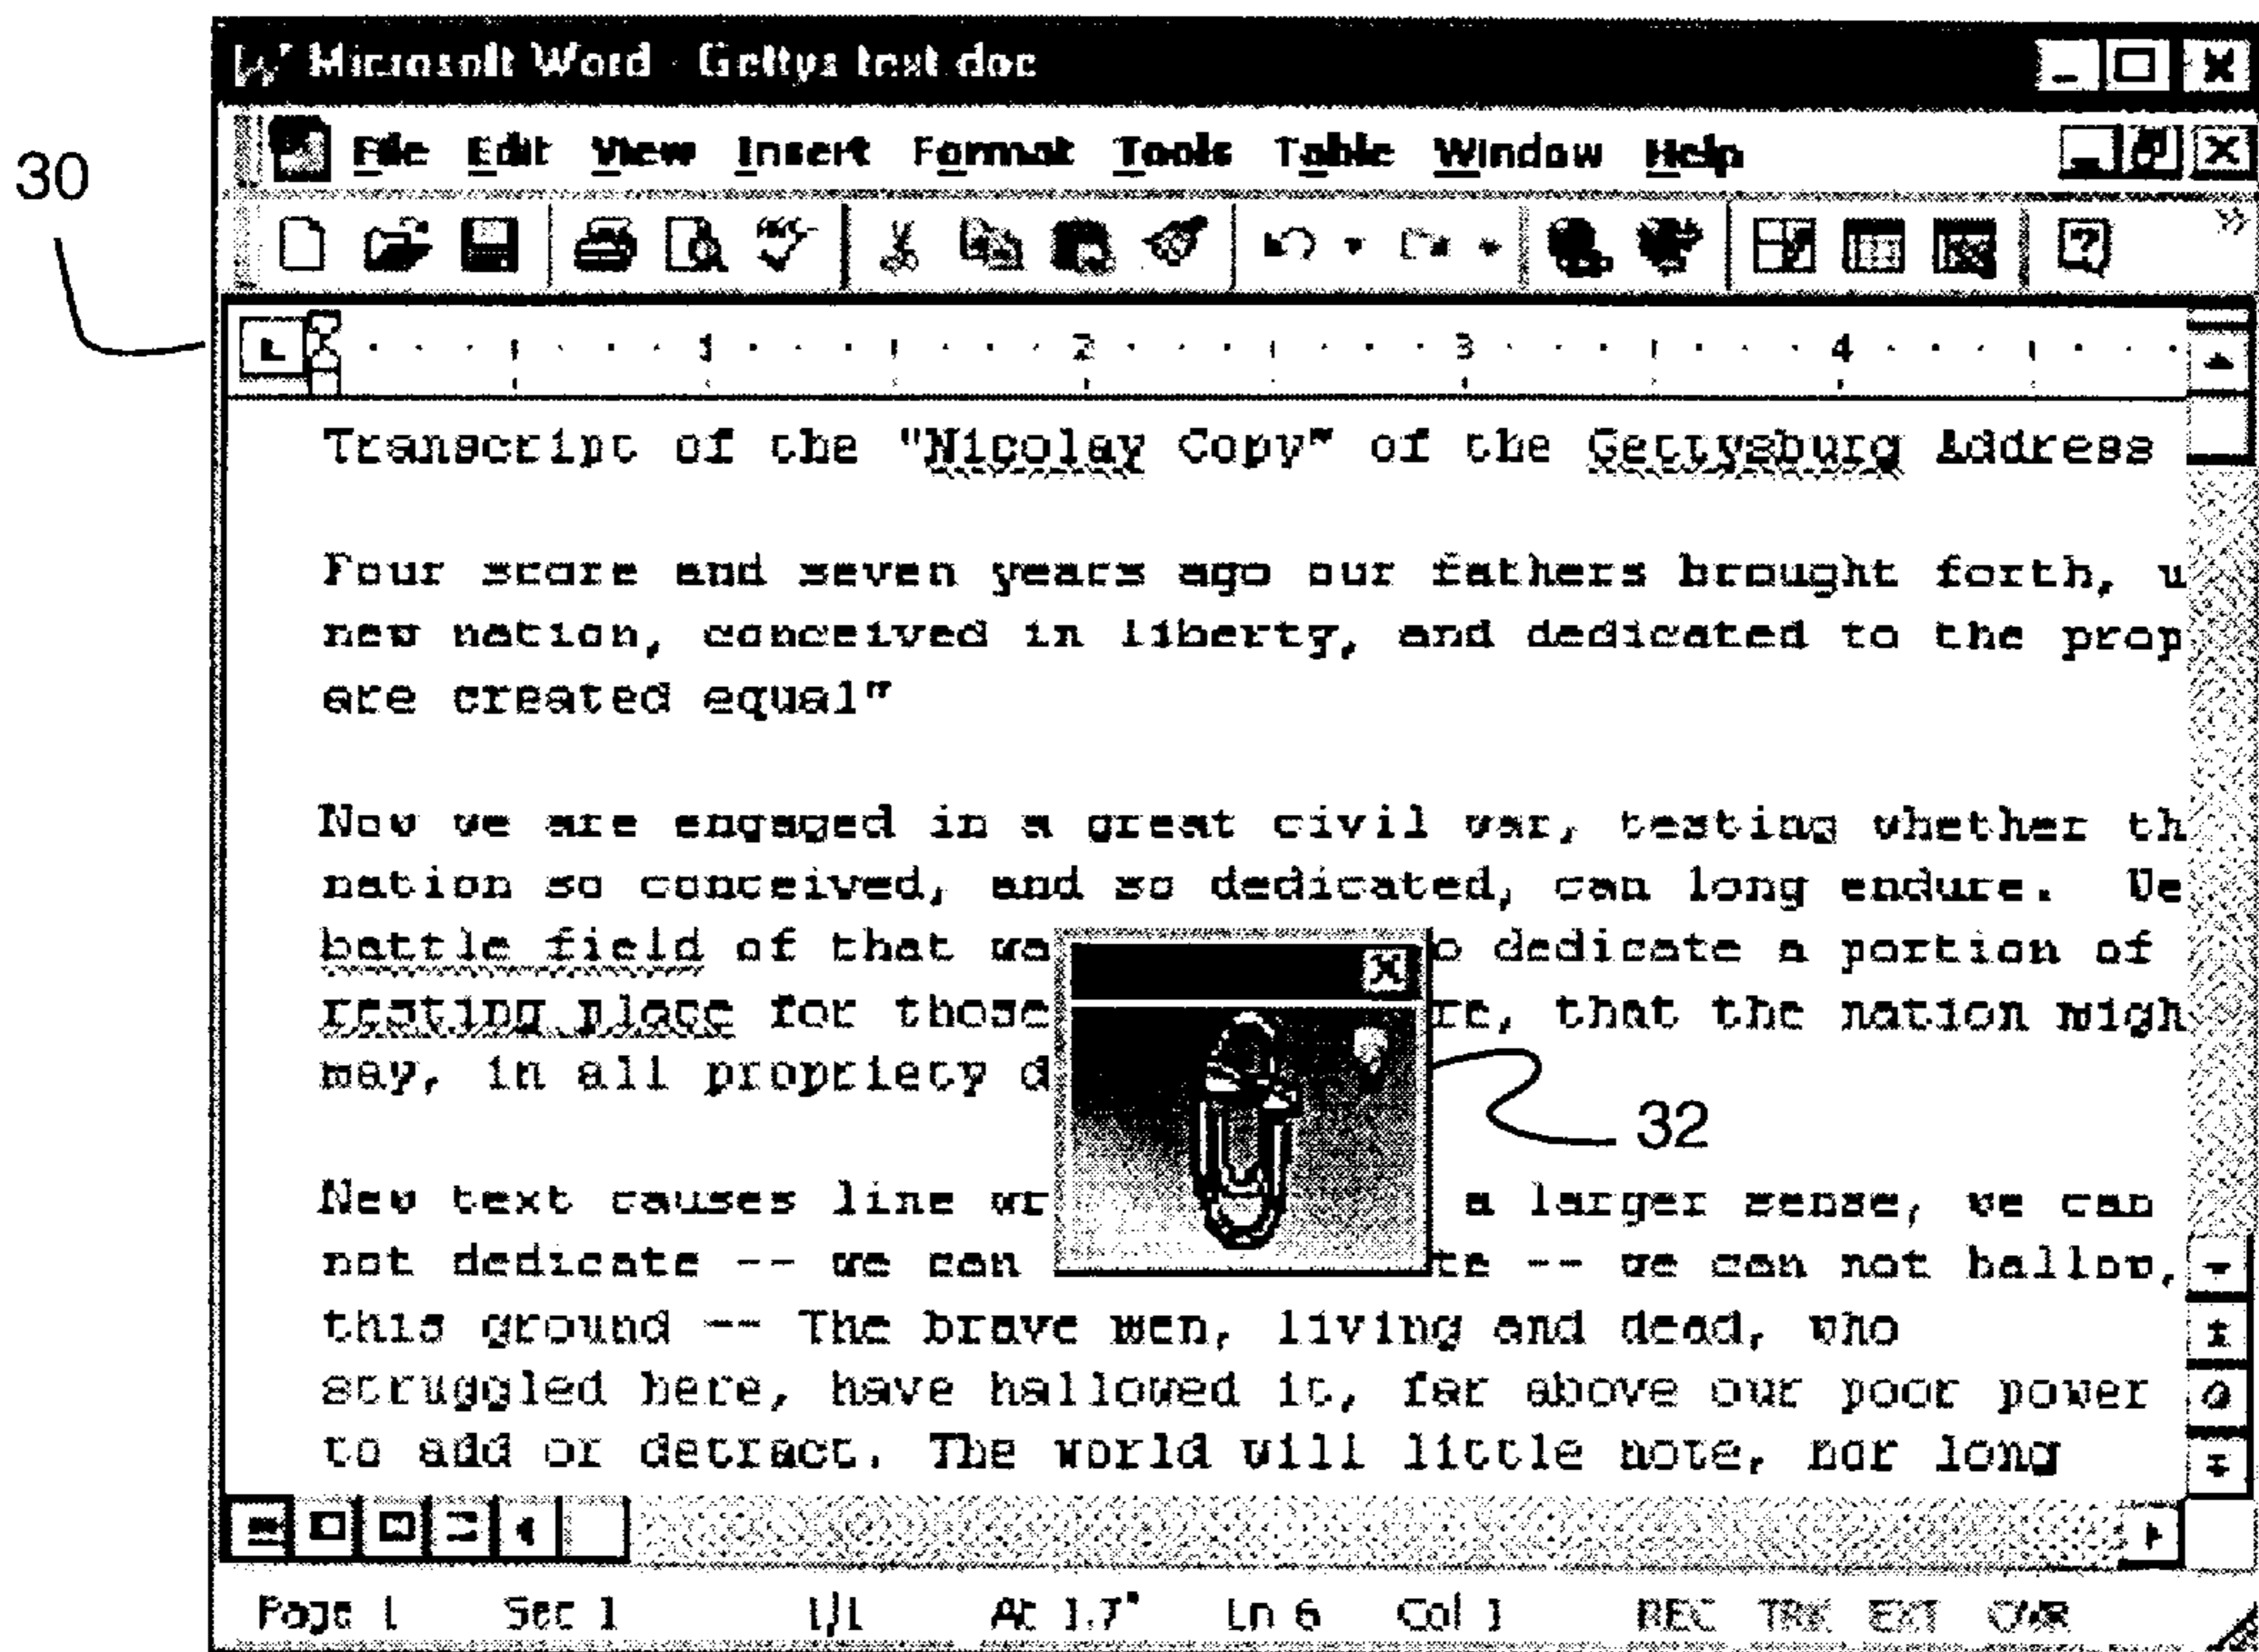 Microsoft Word - Gettys text.doc
File Edit View Insert Format Tools Table Window Help
30
1 2 3 4
Transcript of the "Nicolay Copy" of the Gettysburg Address
Four score and seven years ago our fathers brought forth, u
new nation, conceived in liberty, and dedicated to the prop
are created equal"
Now we are engaged in a great civil war, testing whether th
nation so conceived, and so dedicated, can long endure. We
battle field of that wa o dedicate a portion of
resting place for those re, that the nation migh
may, in all propriety d
32
New text causes line wr a larger sense, we can
not dedicate -- we can te -- we can not hallow,
this ground -- The brave men, living and dead, who
struggled here, have hallowed it, far above our poor power
to add or detract. The world will little note, nor long
Page 1 Sec 1 1/1 At 1.7" Ln 6 Col 1 REC TRK EXT OVR